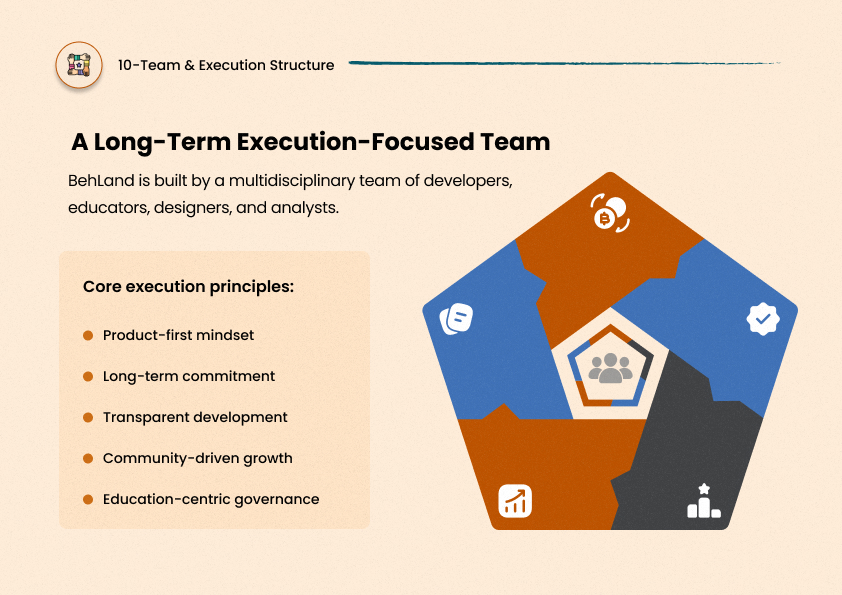 10-Team & Execution Structure
A Long-Term Execution-Focused Team
BehLand is built by a multidisciplinary team of developers,
educators, designers, and analysts.
Core execution principles:
Product-first mindset
Long-term commitment
Transparent development
Community-driven growth
Education-centric governance